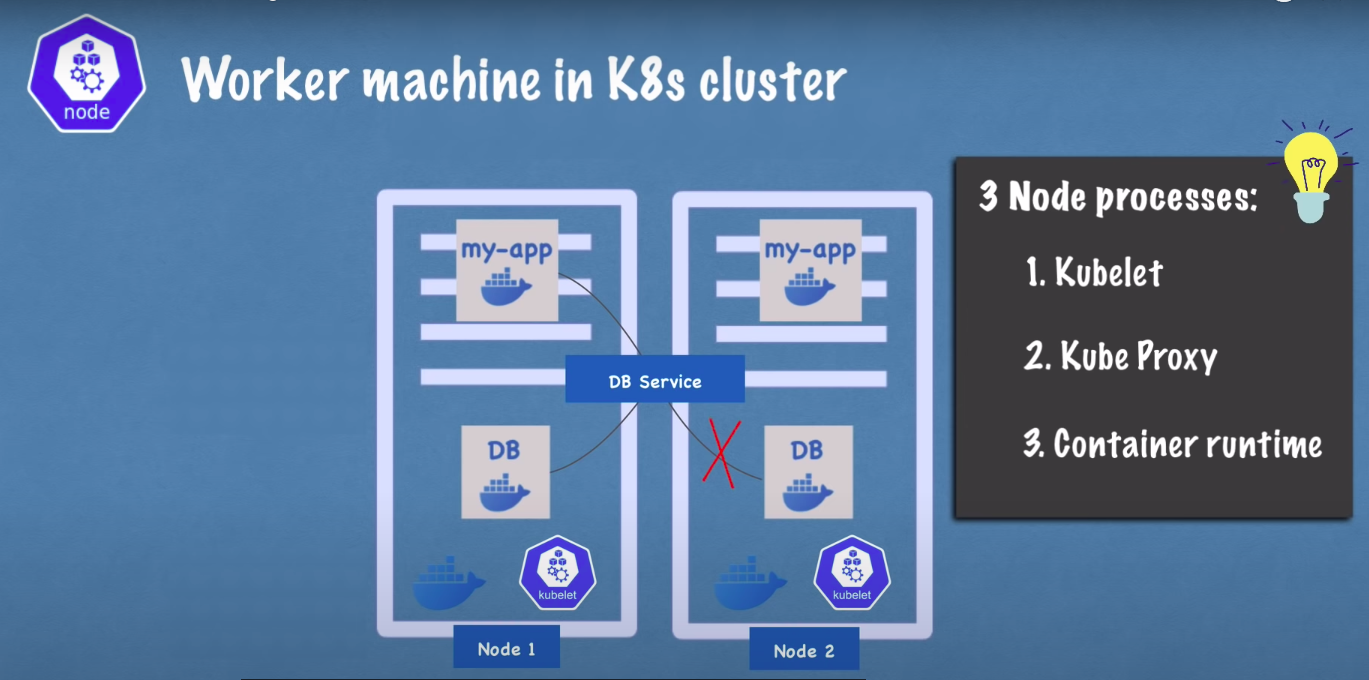 node
Worker machine in K8s cluster
3 Node processes:
1. Kubelet
2. Kube Proxy
3. Container runtime
my-app
my-app
DB Service
DB
DB
kubelet
kubelet
Node 1
Node 2